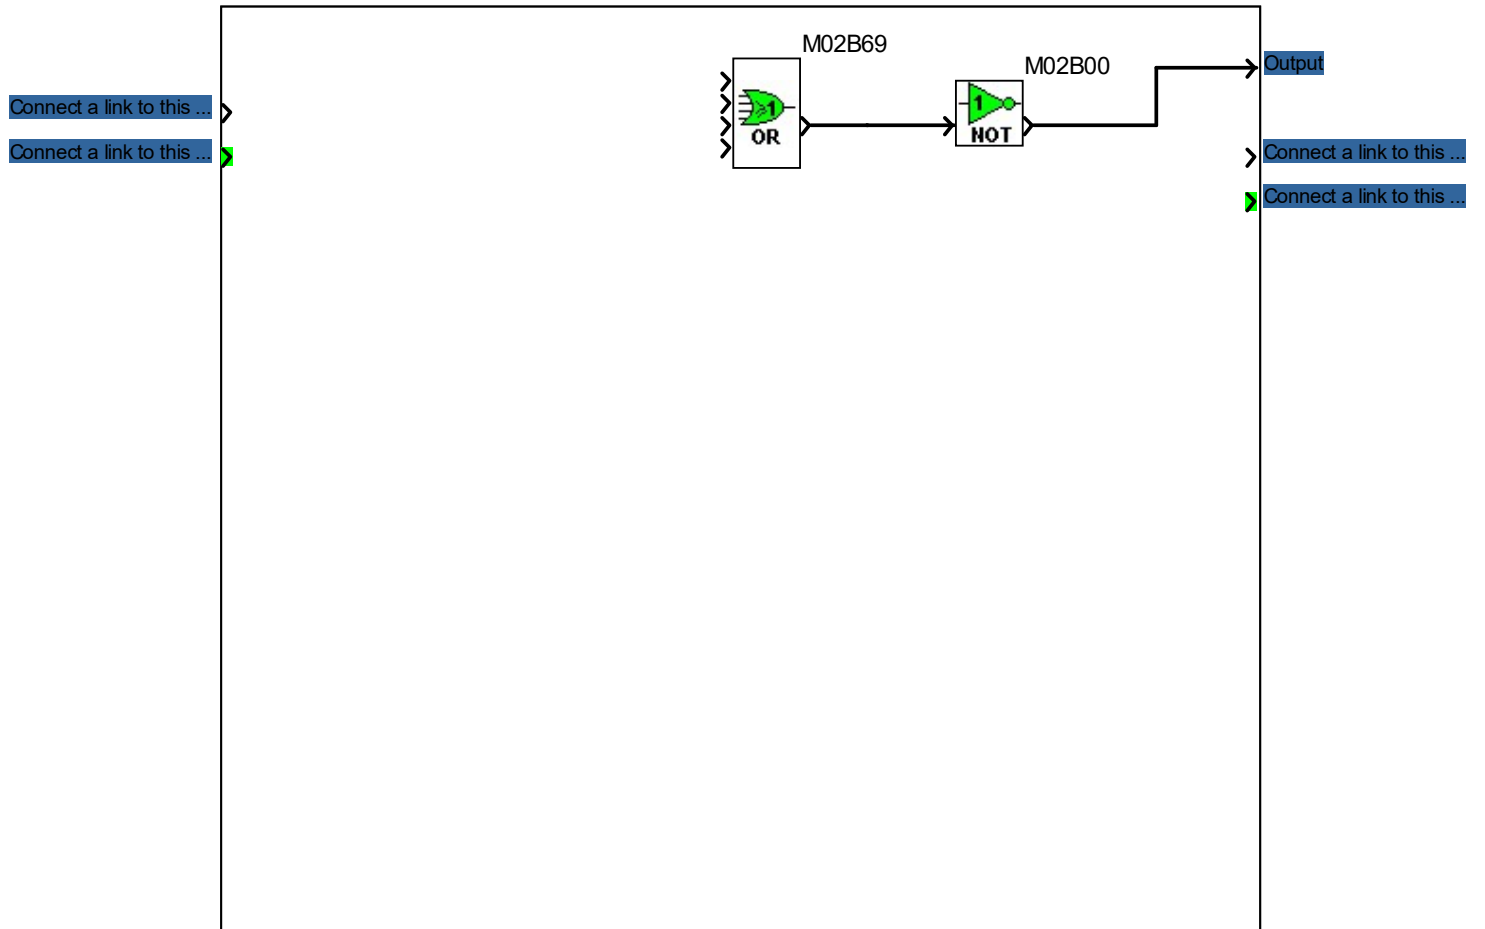 M02B69
M02B00
Output
Connect a link to this ...
Connect a link to this ...
≥1
OR
1
NOT
Connect a link to this ...
Connect a link to this ...